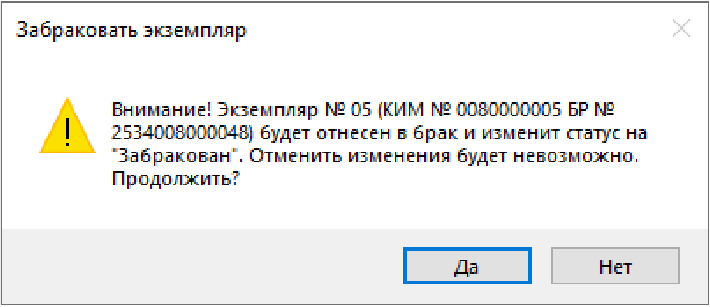 Забраковать экземпляр
Внимание! Экземпляр № 05 (КИМ № 0080000005 БР №
2534008000048) будет отнесен в брак и изменит статус на
"Забракован". Отменить изменения будет невозможно.
Продолжить?
Да
Нет